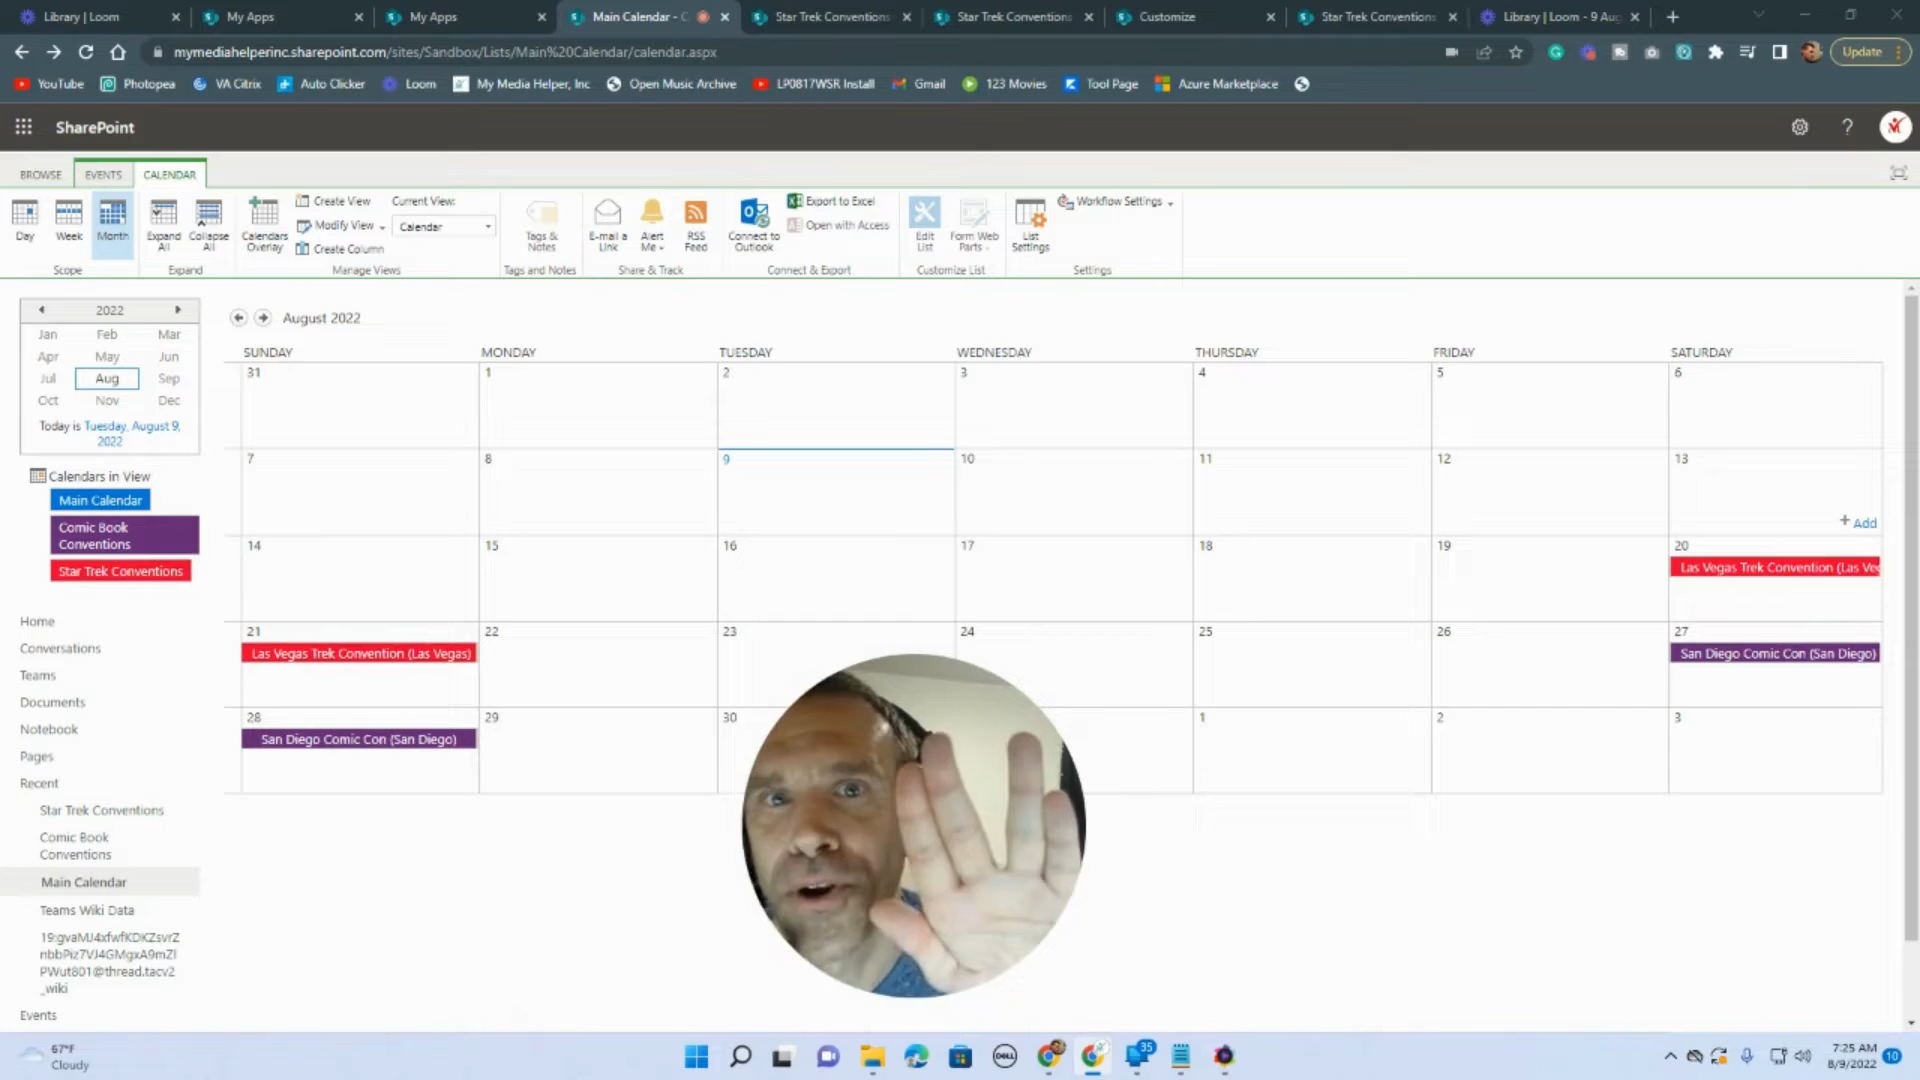 Library | Loom
My Apps
My Apps
Main Calendar - C
Star Trek Conventions
Star Trek Conventions
Customize
Star Trek Conventions
Library | Loom - 9 Aug
mymediahelperinc.sharepoint.com/sites/Sandbox/Lists/Main%20Calendar/calendar.aspx
Update
YouTube
Photopea
VA Citrix
Auto Clicker
Loom
My Media Helper, Inc
Open Music Archive
LP0817WSR Install
Gmail
123 Movies
Tool Page
Azure Marketplace
SharePoint
?
BROWSE
EVENTS
CALENDAR
Day
Week
Month
Scope
Expand
All
Collapse
All
Expand
Calendars
Overlay
Create View
Modify View
Create Column
Current View:
Calendar
Manage Views
Tags &
Notes
Tags and Notes
E-mail a
Link
Alert
Me
RSS
Feed
Share & Track
Connect to
Outlook
Export to Excel
Open with Access
Connect & Export
Edit
List
Form Web
Parts
Customize List
List
Settings
Workflow Settings
Settings
2022
Jan Feb Mar
Apr May Jun
Jul Aug Sep
Oct Nov Dec
Today is Tuesday, August 9,
2022
Calendars in View
Main Calendar
Comic Book
Conventions
Star Trek Conventions
Home
Conversations
Teams
Documents
Notebook
Pages
Recent
Star Trek Conventions
Comic Book
Conventions
Main Calendar
Teams Wiki Data
19:gvaMJ4xfwfKDKZsvrZ
nbbPiz7VJ4GMgxA9mZl
PWut801@thread.tacv2
_wiki
Events
August 2022
SUNDAY MONDAY TUESDAY WEDNESDAY THURSDAY FRIDAY SATURDAY
31 1 2 3 4 5 6
7 8 9 10 11 12 13
+ Add
14 15 16 17 18 19 20
Las Vegas Trek Convention (Las Veg
21 22 23 24 25 26 27
Las Vegas Trek Convention (Las Vegas)
San Diego Comic Con (San Diego)
28 29 30 1 2 3
San Diego Comic Con (San Diego)
67°F
Cloudy
DELL
35
7:25 AM
8/9/2022
10